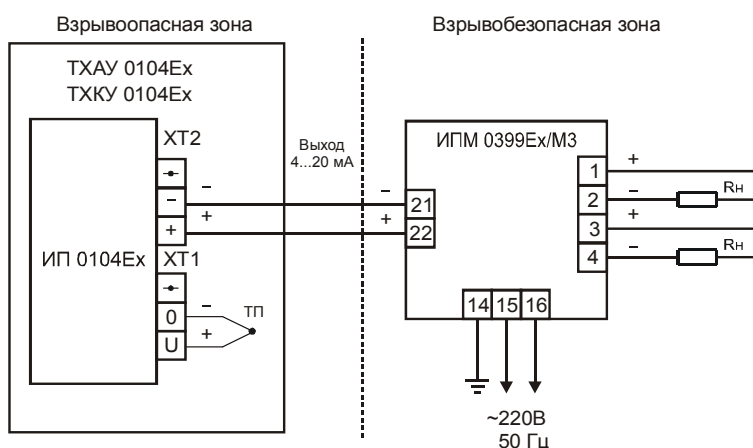 Взрывоопасная зона
Взрывобезопасная зона
ТХАУ 0104Ex
ТХКУ 0104Ex
XT2
Выход
4...20 мА
ИПМ 0399Ex/М3
−
−
−
+
+
+
ИП 0104Ex
XT1
0
−
ТП
U
+
21
22
1
+
2
−
Rн
3
+
4
−
Rн
14
15
16
~220В
50 Гц